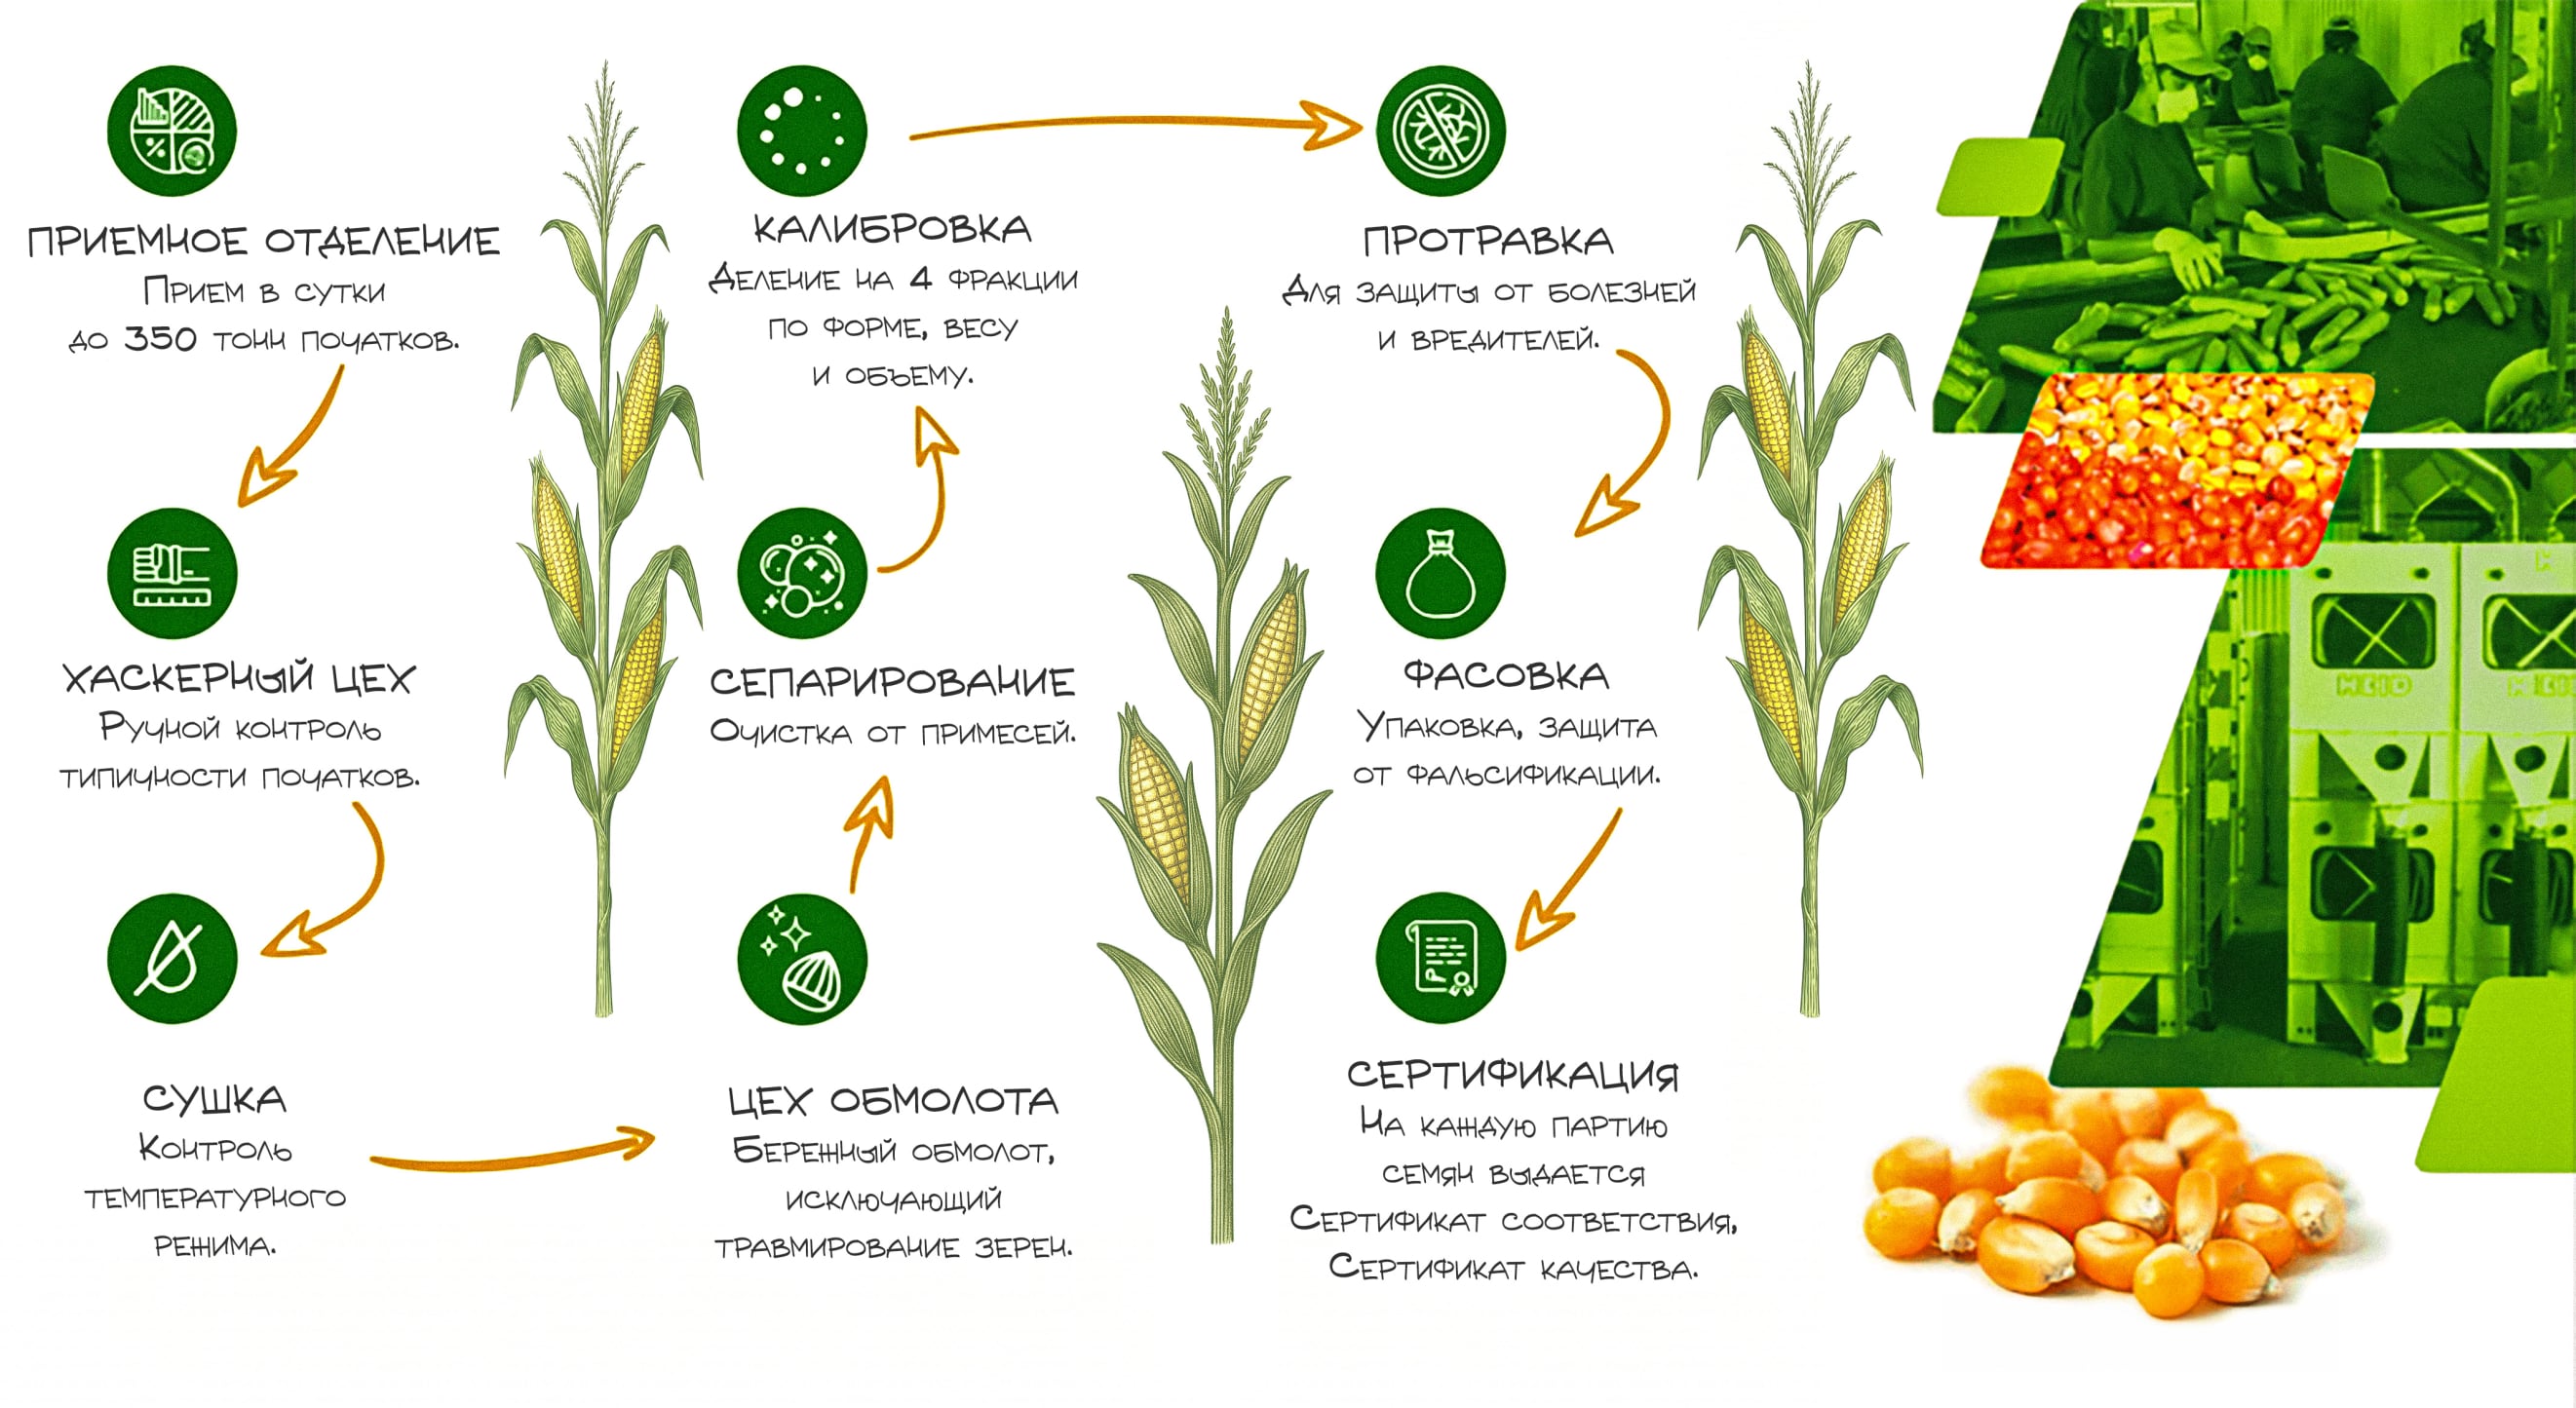 ПРИЕМНОЕ ОТДЕЛЕНИЕ
Прием в сутки
до 350 тонн початков.
ХАСКЕРНЫЙ ЦЕХ
Ручной контроль
типичности початков.
СУШКА
Контроль
температурного
режима.
ЦЕХ ОБМОЛОТА
Бережный обмолот,
исключающий
травмирование зерен.
СЕПАРИРОВАНИЕ
Очистка от примесей.
КАЛИБРОВКА
Деление на 4 фракции
по форме, весу
и объему.
ПРОТРАВКА
Для защиты от болезней
и вредителей.
ФАСОВКА
Упаковка, защита
от фальсификации.
СЕРТИФИКАЦИЯ
На каждую партию
семян выдается
Сертификат соответствия,
Сертификат качества.